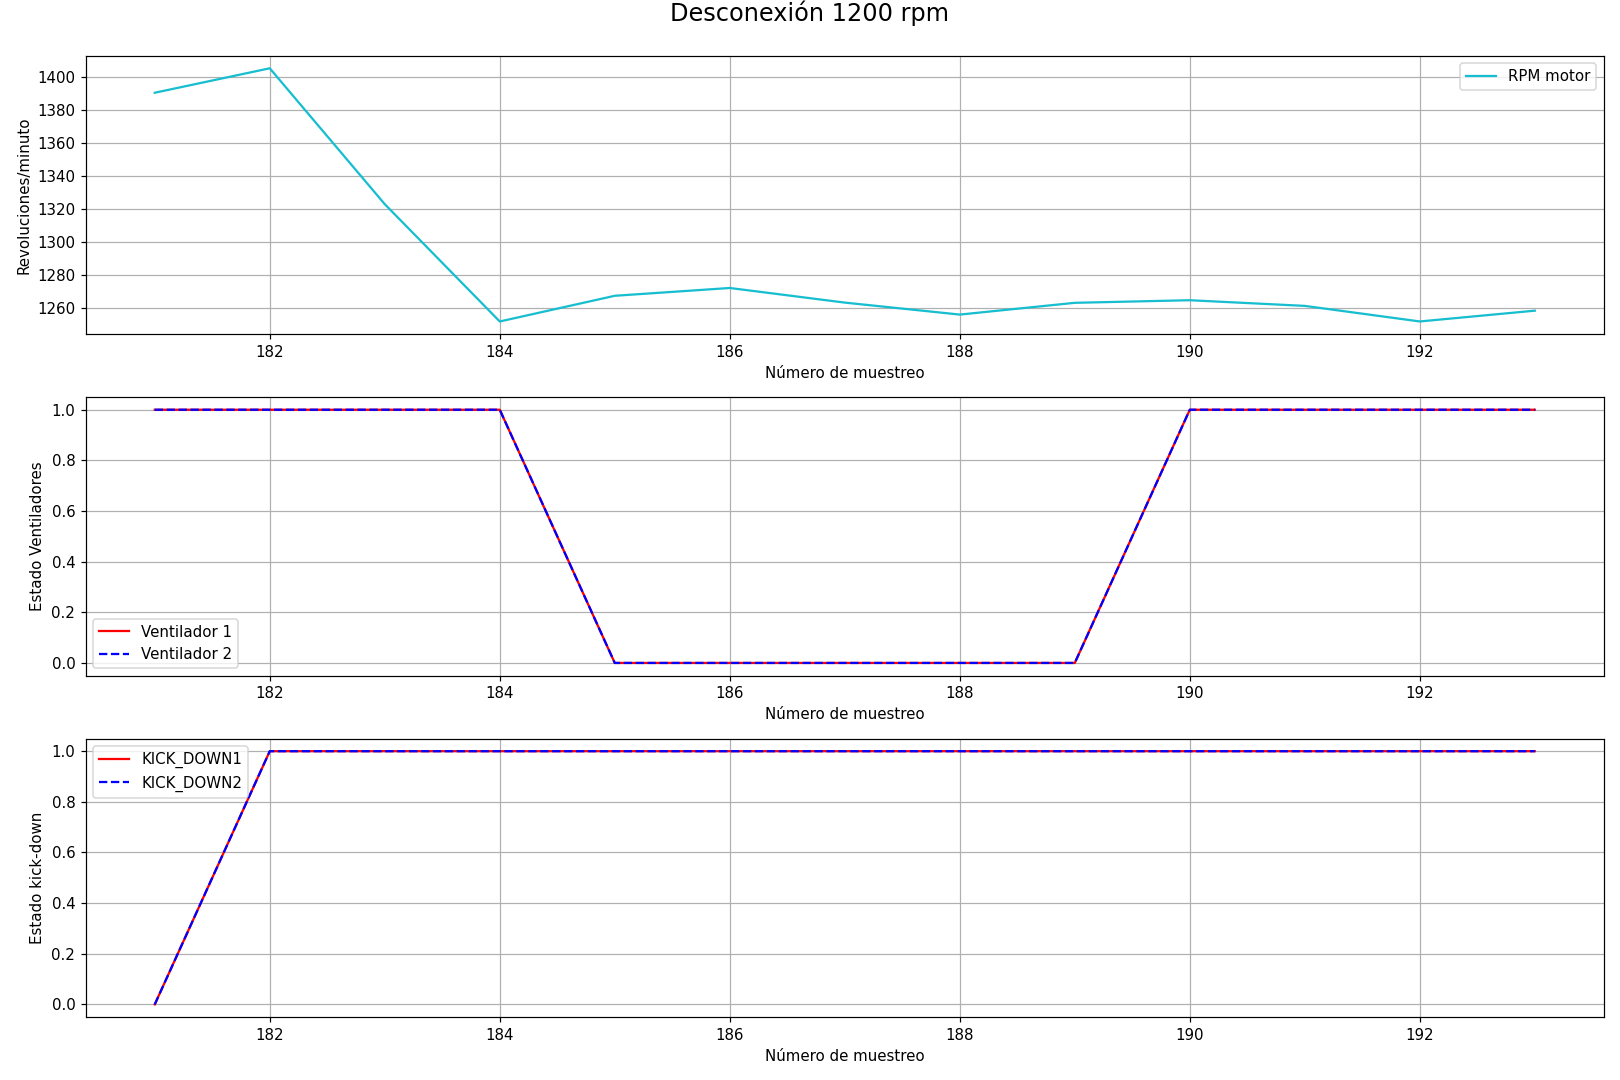 Desconexión 1200 rpm
RPM motor
Revoluciones/minuto
1400
1380
1360
1340
1320
1300
1280
1260
182 184 186 188 190 192
Número de muestreo
Estado Ventiladores
1.0
0.8
0.6
0.4
0.2
0.0
Ventilador 1
Ventilador 2
182 184 186 188 190 192
Número de muestreo
Estado kick-down
1.0
0.8
0.6
0.4
0.2
0.0
KICK_DOWN1
KICK_DOWN2
182 184 186 188 190 192
Número de muestreo